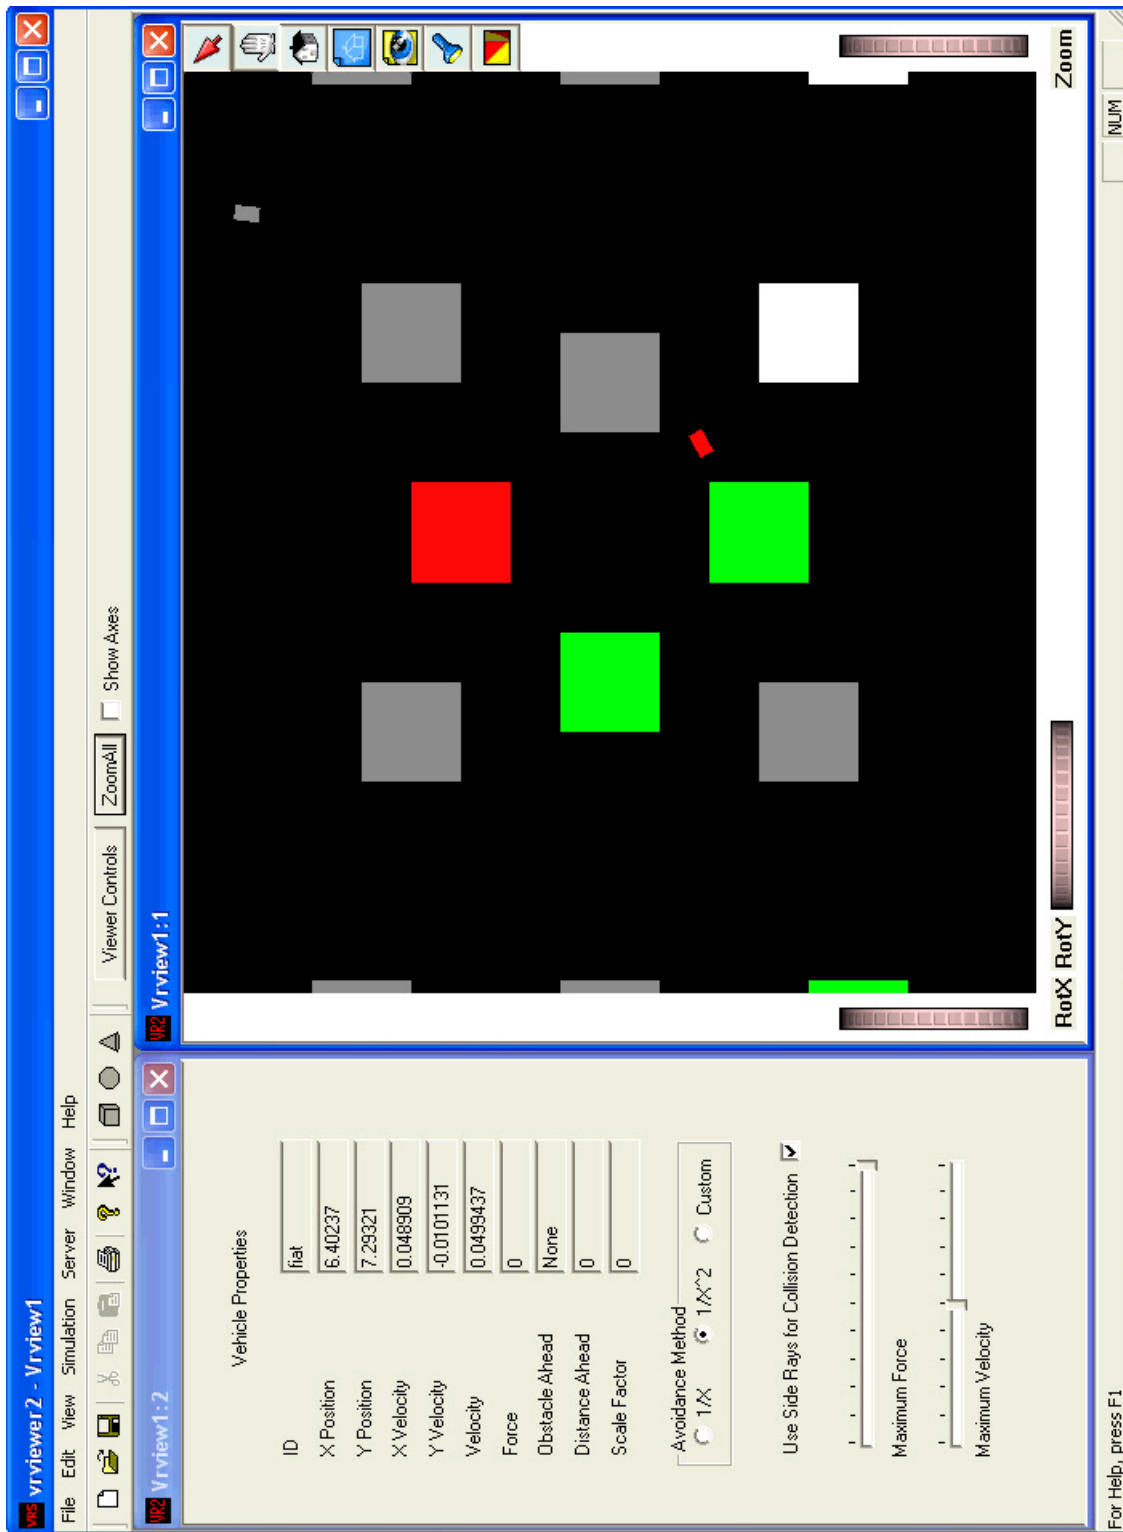 VRS vrviewer2 - Vrview1
File Edit View Simulation Server Window Help
Viewer Controls ZoomAll Show Axes
VR2 Vrview1:2
Vehicle Properties
ID fiat
X Position 6.40237
Y Position 7.29321
X Velocity 0.048909
Y Velocity -0.0101131
Velocity 0.0499437
Force 0
Obstacle Ahead None
Distance Ahead 0
Scale Factor 0
Avoidance Method
1/X 1/X^2 Custom
Use Side Rays for Collision Detection
Maximum Force
Maximum Velocity
VR2 Vrview1:1
RotX RotY Zoom
For Help, press F1 NUM